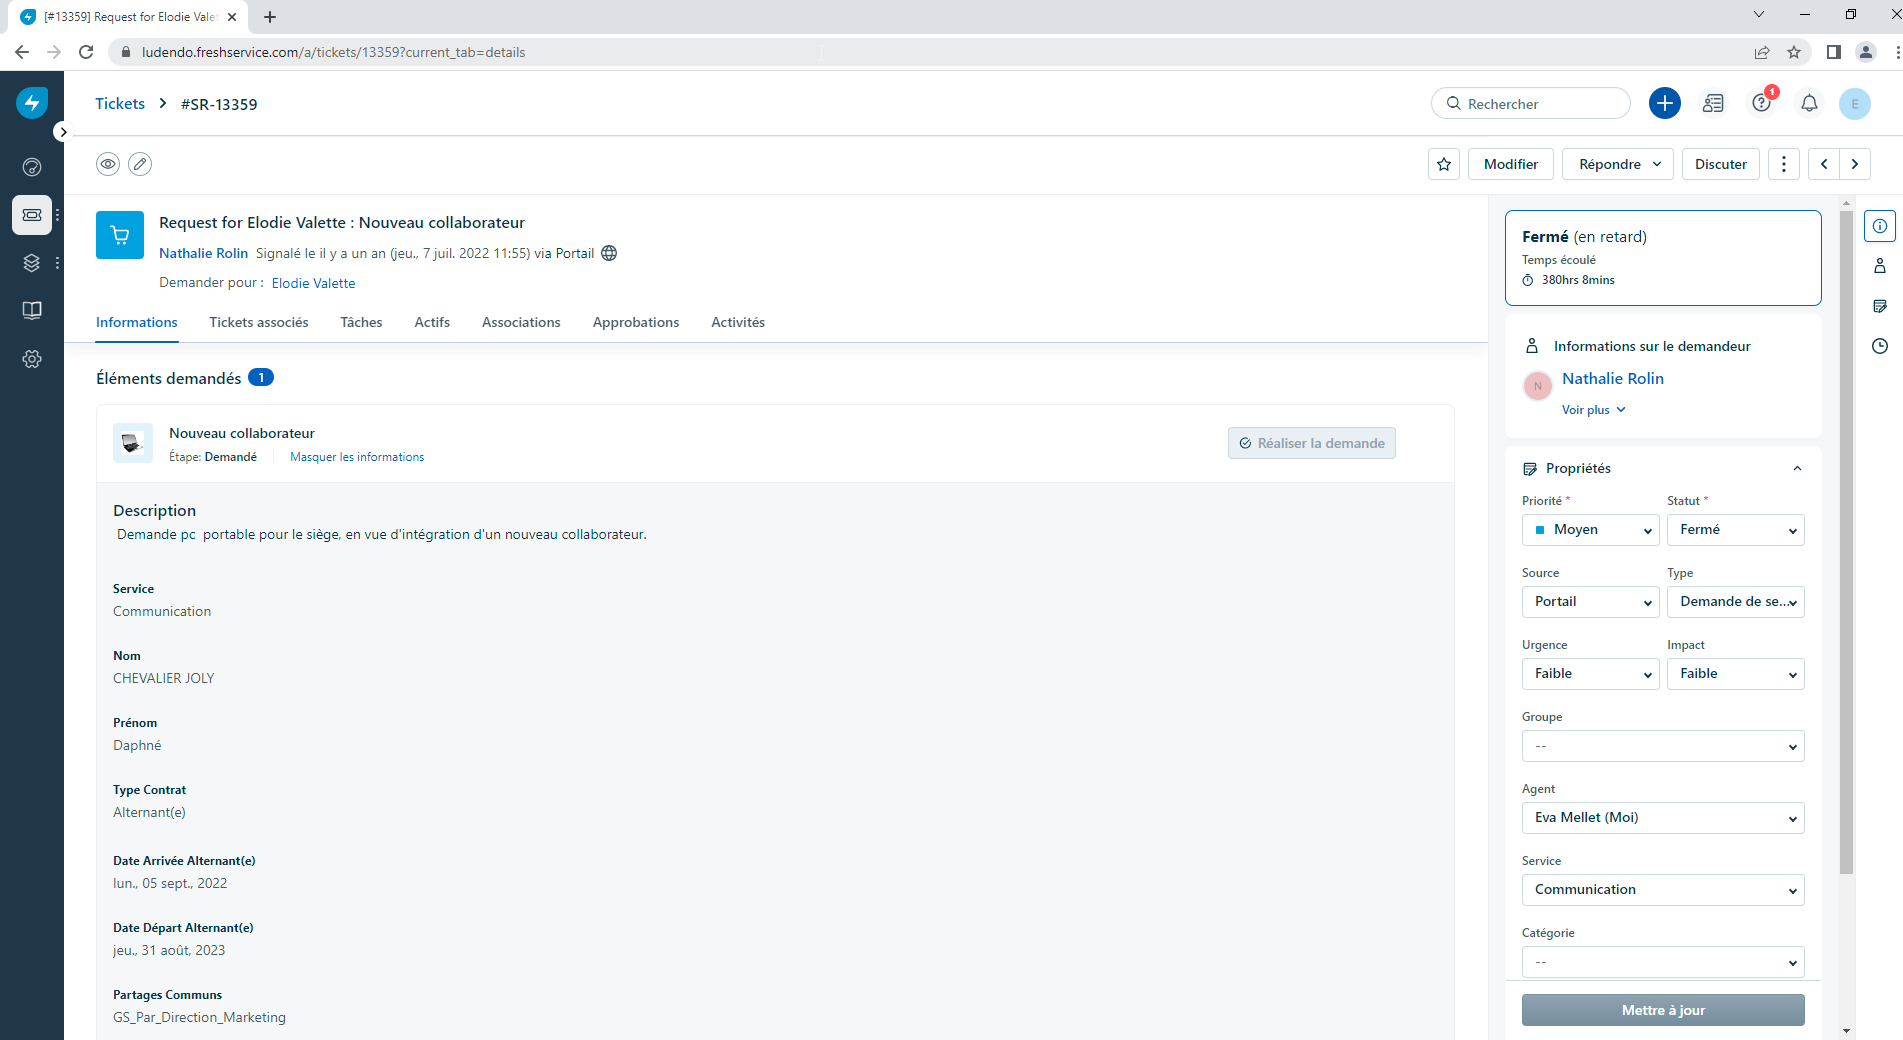 [#13359] Request for Elodie Valet
ludendo.freshservice.com/a/tickets/13359?current_tab=details
Tickets > #SR-13359
Rechercher
1
E
Modifier
Répondre
Discuter
Request for Elodie Valette : Nouveau collaborateur
Nathalie Rolin Signalé le il y a un an (jeu., 7 juil. 2022 11:55) via Portail
Demander pour : Elodie Valette
Informations
Tickets associés
Tâches
Actifs
Associations
Approbations
Activités
Éléments demandés 1
Nouveau collaborateur
Étape: Demandé
Masquer les informations
Réaliser la demande
Description
Demande pc portable pour le siège, en vue d'intégration d'un nouveau collaborateur.
Service
Communication
Nom
CHEVALIER JOLY
Prénom
Daphné
Type Contrat
Alternant(e)
Date Arrivée Alternant(e)
lun., 05 sept., 2022
Date Départ Alternant(e)
jeu., 31 août, 2023
Partages Communs
GS_Par_Direction_Marketing
Fermé (en retard)
Temps écoulé
380hrs 8mins
Informations sur le demandeur
N
Nathalie Rolin
Voir plus
Propriétés
Priorité *
Statut *
Moyen
Fermé
Source
Type
Portail
Demande de se...
Urgence
Impact
Faible
Faible
Groupe
--
Agent
Eva Mellet (Moi)
Service
Communication
Catégorie
--
Mettre à jour